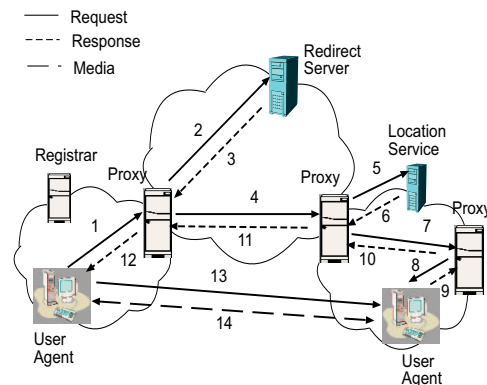 Request
Response
Media
Redirect
Server
Location
Service
Registrar
Proxy
Proxy
Proxy
1
2
3
4
5
6
7
8
9
10
11
12
13
14
User
Agent
User
Agent